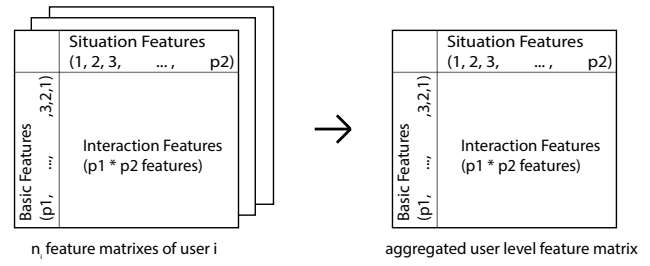 Situation Features
(1, 2, 3, ... , p2)
Basic Features
(p1, ..., ,3,2,1)
Interaction Features
(p1 * p2 features)
n_i feature matrixes of user i
Situation Features
(1, 2, 3, ... , p2)
Basic Features
(p1, ..., ,3,2,1)
Interaction Features
(p1 * p2 features)
aggregated user level feature matrix